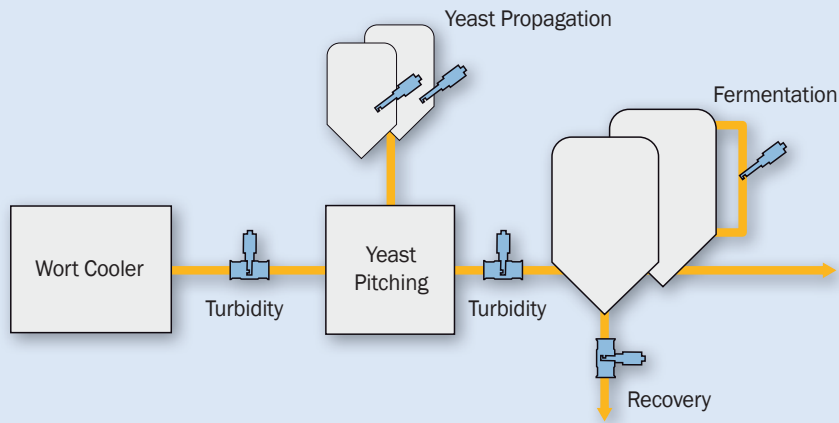 Yeast Propagation
Fermentation
Wort Cooler
Turbidity
Yeast
Pitching
Turbidity
Recovery